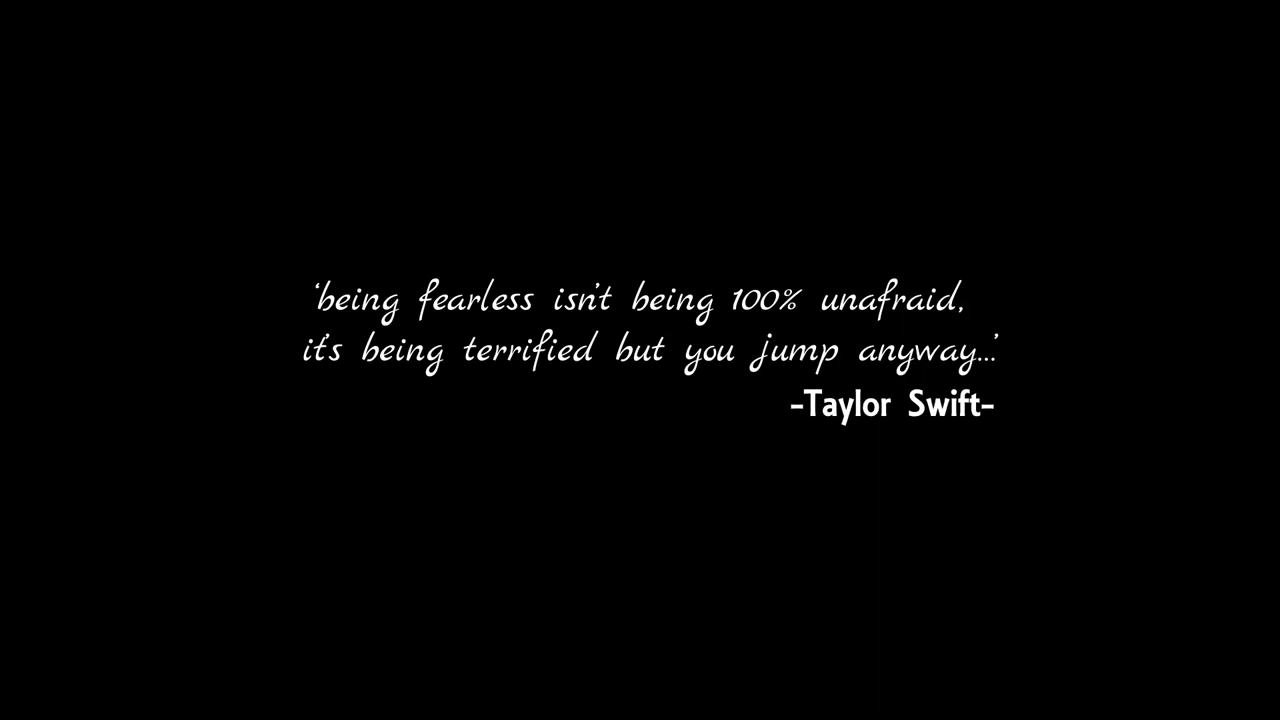 ‘being fearless isn't being 100% unafraid,
it's being terrified but you jump anyway...’
-Taylor Swift-